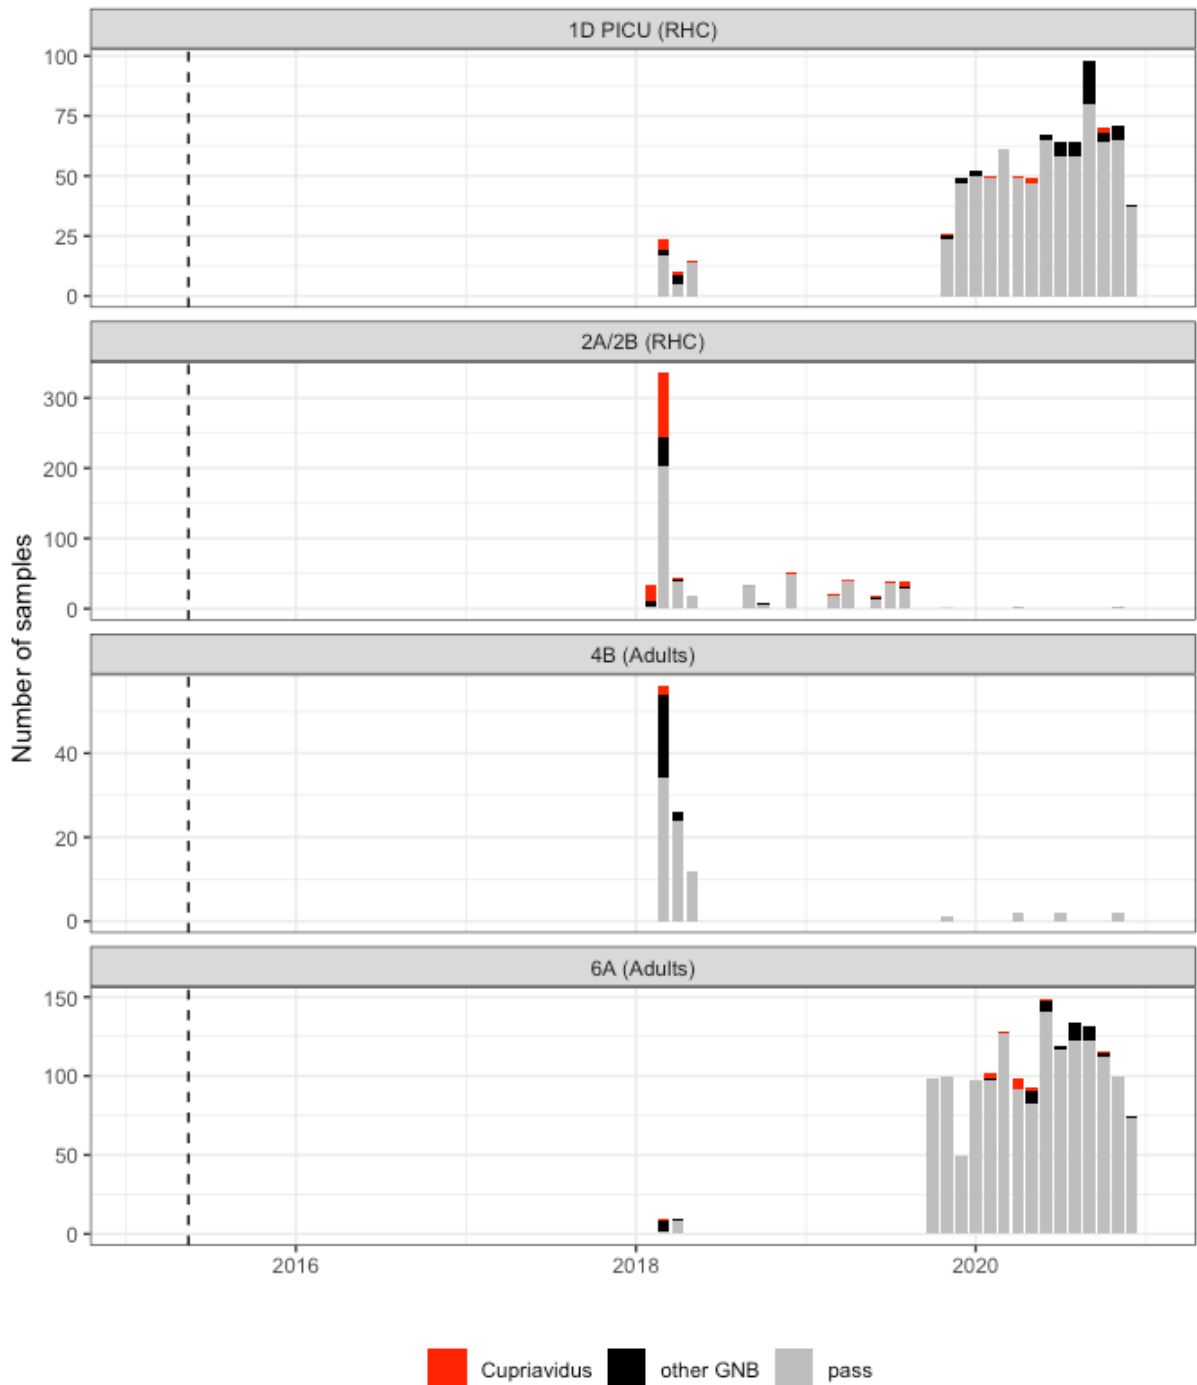 1D PICU (RHC)
100
75
50
25
0
2A/2B (RHC)
300
200
100
0
4B (Adults)
40
20
0
6A (Adults)
150
100
50
0
Number of samples
2016 2018 2020
Cupriavidus other GNB pass